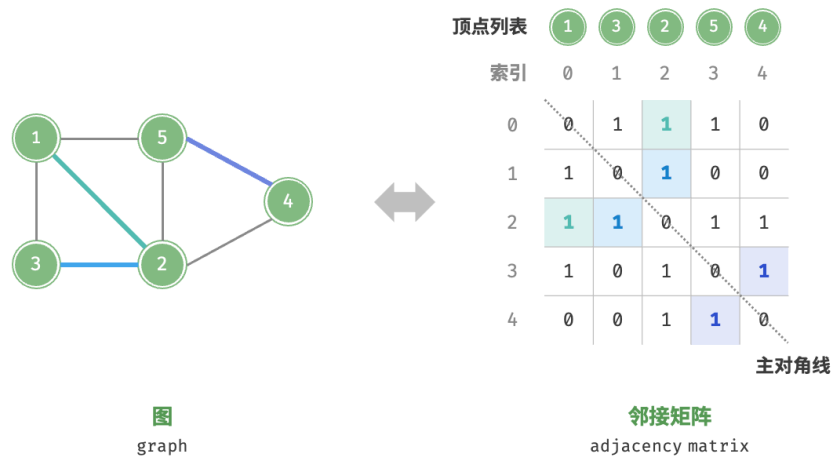 顶点列表 1 3 2 5 4
索引 0 1 2 3 4
1 5
4
3 2
0 0 1 1 1 0
1 1 0 1 0 0
2 1 1 0 1 1
3 1 0 1 0 1
4 0 0 1 1 0
主对角线
图
graph
邻接矩阵
adjacency matrix